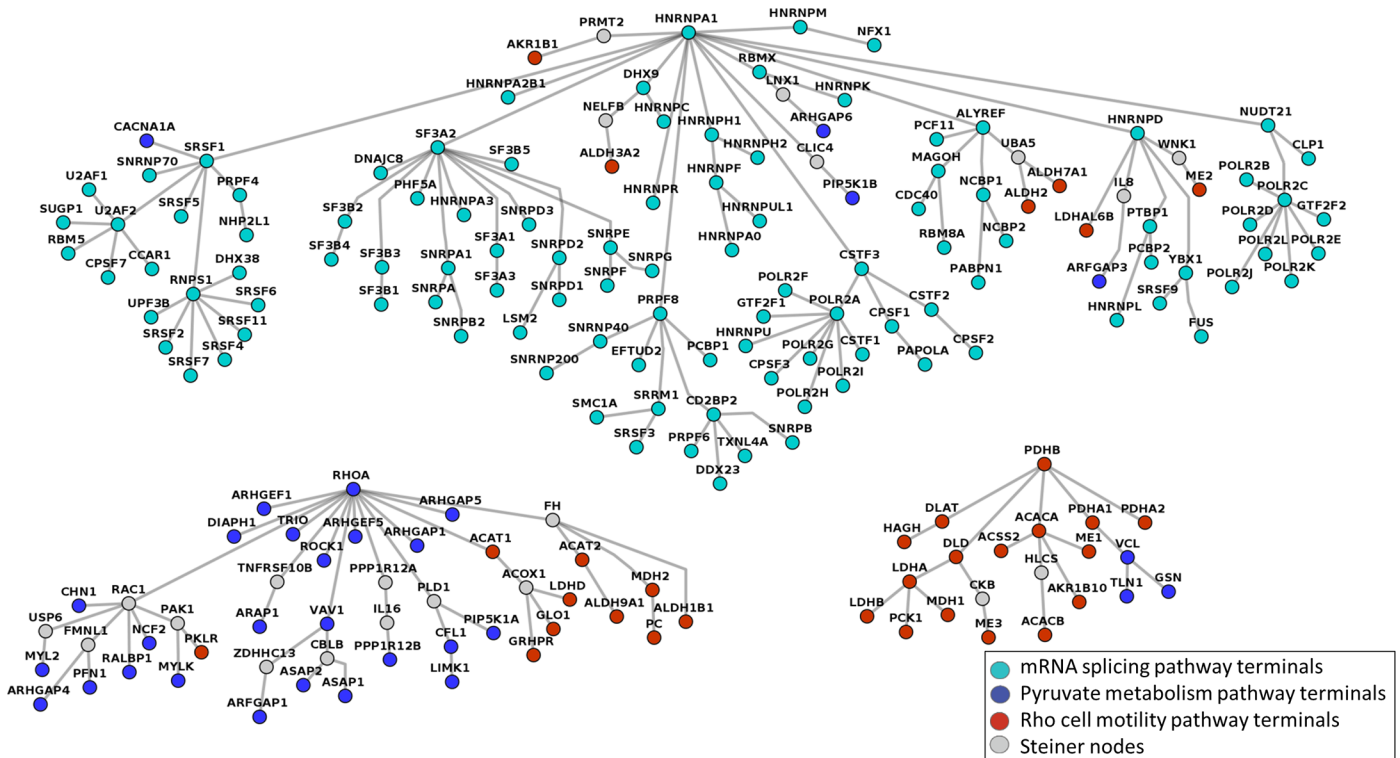 HNRNPM
HNRNPA1
PRMT2
NFX1
AKR1B1
RBMX
DHX9
LNX1
HNRNPA2B1
HNRNPK
NELFB
HNRNPC
ALYREF
NUDT21
HNRNPH1
ARHGAP6
HNRNPD
CACNA1A
PCF11
SF3A2
SRSF1
HNRNPH2
UBA5
WNK1
CLP1
SF3B5
ALDH3A2
CLIC4
SNRNP70
DNAJC8
MAGOH
POLR2B
U2AF1
PRPF4
PHF5A
HNRNPF
ALDH7A1
ME2
PIP5K1B
NCBP1
IL8
POLR2C
HNRNPR
HNRNPA3
SRSF5
CDC40
ALDH2
SUGP1
U2AF2
SF3B2
SNRPD3
HNRNPUL1
LDHAL6B
PTBP1
POLR2D
GTF2F2
NHP2L1
NCBP2
RBM5
SNRPE
HNRNPA0
RBM8A
SF3B4
SF3A1
SNRPD2
POLR2L
POLR2E
CCAR1
SF3B3
SNRPA1
PCBP2
CPSF7
DHX38
SNRPG
CSTF3
YBX1
RNPS1
SNRPF
PABPN1
ARFGAP3
POLR2J
POLR2K
SF3A3
POLR2F
UPF3B
SRSF6
SF3B1
SNRPA
SNRPD1
SRSF9
PRPF8
GTF2F1
POLR2A
CSTF2
HNRNPL
SRSF2
SRSF11
SNRPB2
LSM2
CPSF1
SNRNP40
HNRNPU
FUS
SRSF7
SRSF4
EFTUD2
PCBP1
POLR2G
CSTF1
CPSF2
SNRNP200
CPSF3
PAPOLA
POLR2I
POLR2H
SMC1A
SRRM1
CD2BP2
SRSF3
PRPF6
TXNL4A
SNRPB
DDX23
PDHB
RHOA
ARHGEF1
ARHGAP5
FH
DLAT
PDHA1
PDHA2
DIAPH1
TRIO
ARHGEF5
ARHGAP1
HAGH
ACACA
ROCK1
ACAT1
ACAT2
DLD
ACSS2
ME1
VCL
TNFRSF10B
PPP1R12A
PLD1
ACOX1
MDH2
LDHA
HLCS
CHN1
RAC1
LDHD
CKB
AKR1B10
TLN1
GSN
USP6
PAK1
ARAP1
VAV1
IL16
PIP5K1A
GLO1
ALDH9A1
PC
ALDH1B1
LDHB
PCK1
MDH1
FMNL1
NCF2
PKLR
CFL1
GRHPR
ME3
ACACB
MYL2
RALBP1
MYLK
ZDHHC13
CBLB
PPP1R12B
PFN1
ASAP2
LIMK1
ARHGAP4
ARFGAP1
ASAP1
mRNA splicing pathway terminals
Pyruvate metabolism pathway terminals
Rho cell motility pathway terminals
Steiner nodes